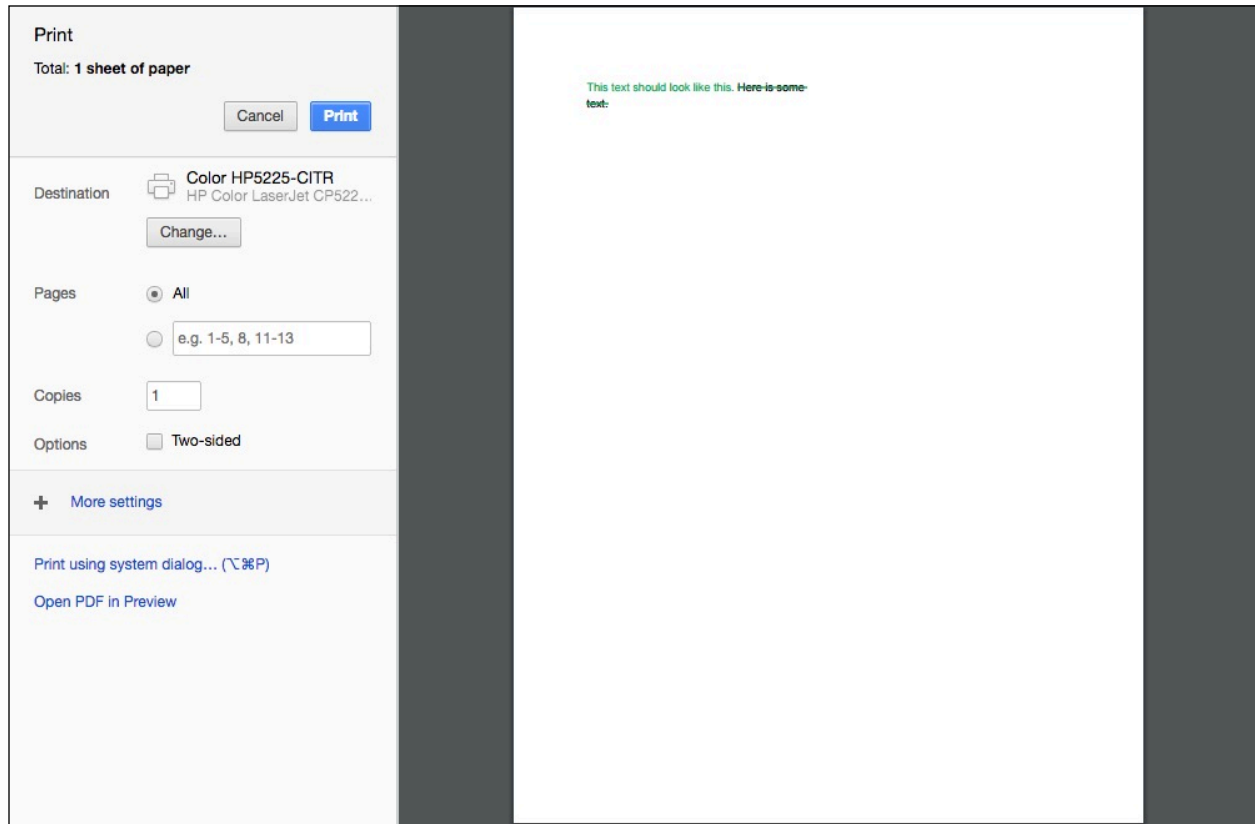 Print
Total: 1 sheet of paper
Cancel Print
Destination Color HP5225-CITR
HP Color LaserJet CP522...
Change...
Pages All
e.g. 1-5, 8, 11-13
Copies 1
Options Two-sided
+ More settings
Print using system dialog... (⌥⌘P)
Open PDF in Preview
This text should look like this. Here is some
text.